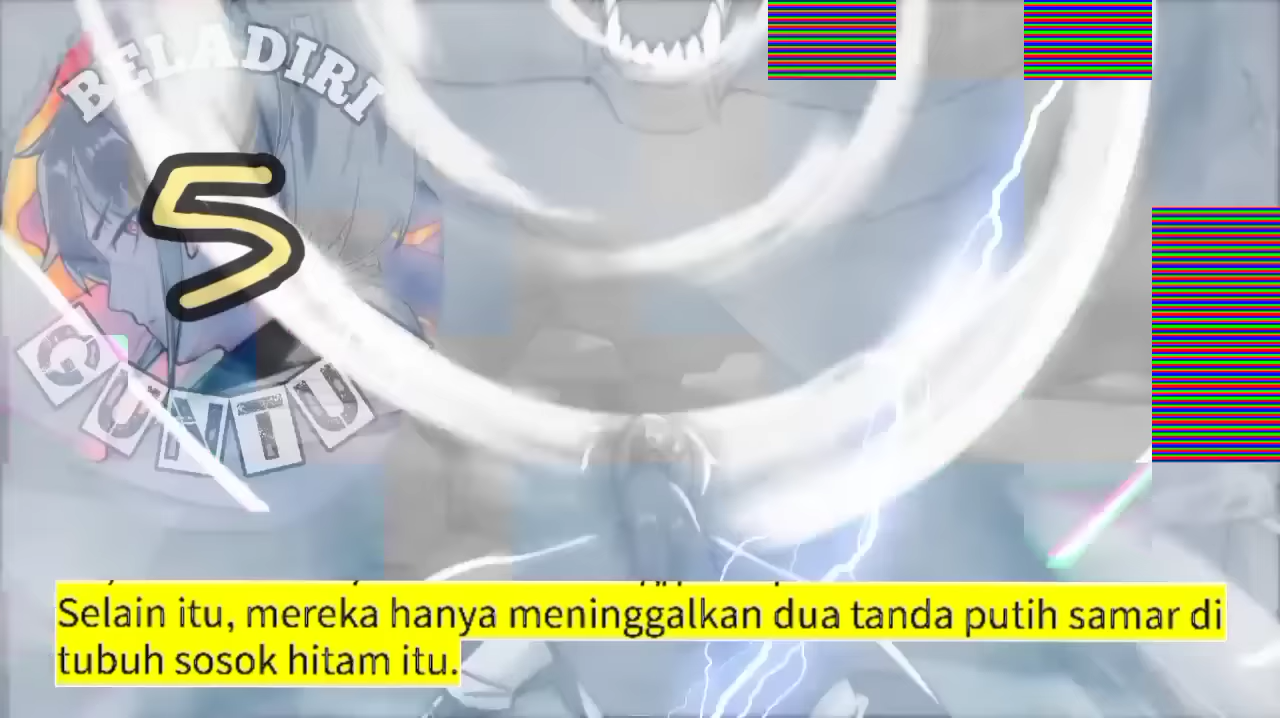 BELADIRI
5
GUNTU
Selain itu, mereka hanya meninggalkan dua tanda putih samar di
tubuh sosok hitam itu.